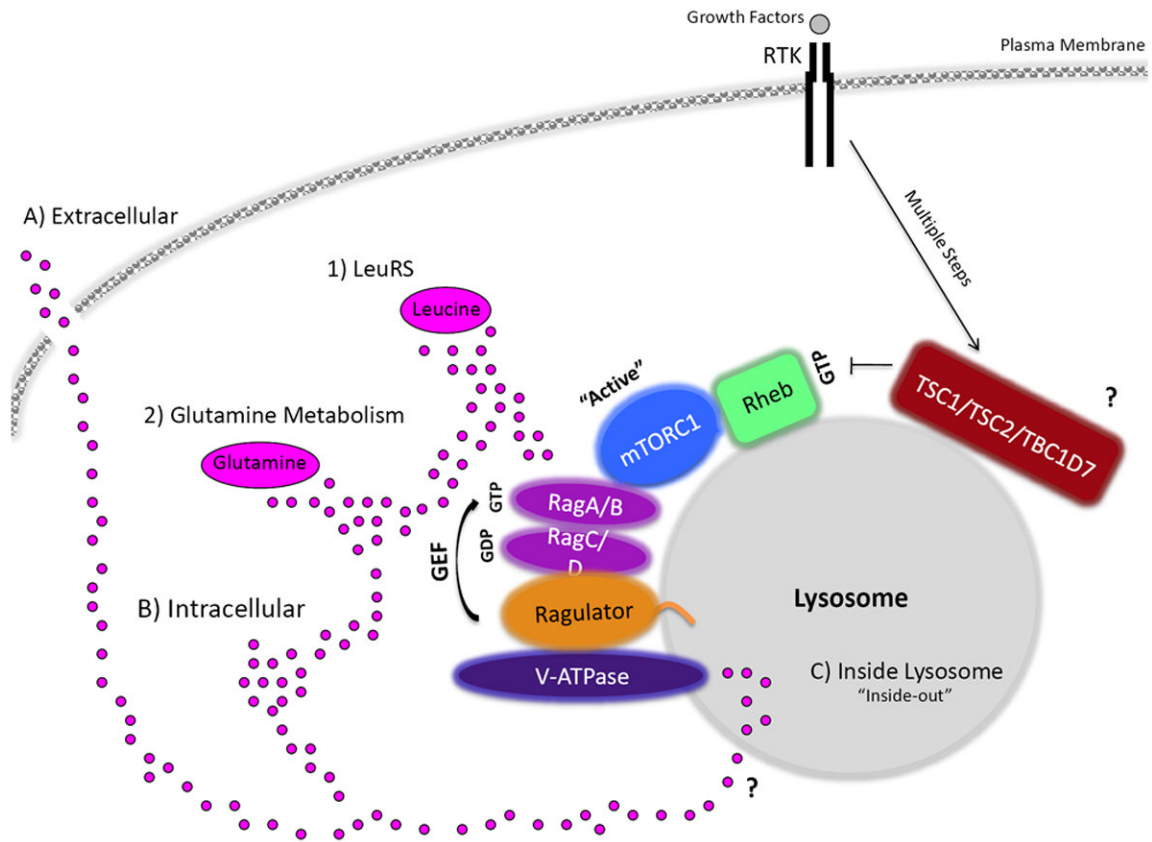 Growth Factors
RTK
Plasma Membrane
A) Extracellular
Multiple Steps
1) LeuRS
Leucine
2) Glutamine Metabolism
Glutamine
"Active"
mTORC1
Rheb
GTP
TSC1/TSC2/TBC1D7
?
GTP
RagA/B
GDP
RagC/
D
GEF
Ragulator
V-ATPase
B) Intracellular
Lysosome
C) Inside Lysosome
“Inside-out”
?